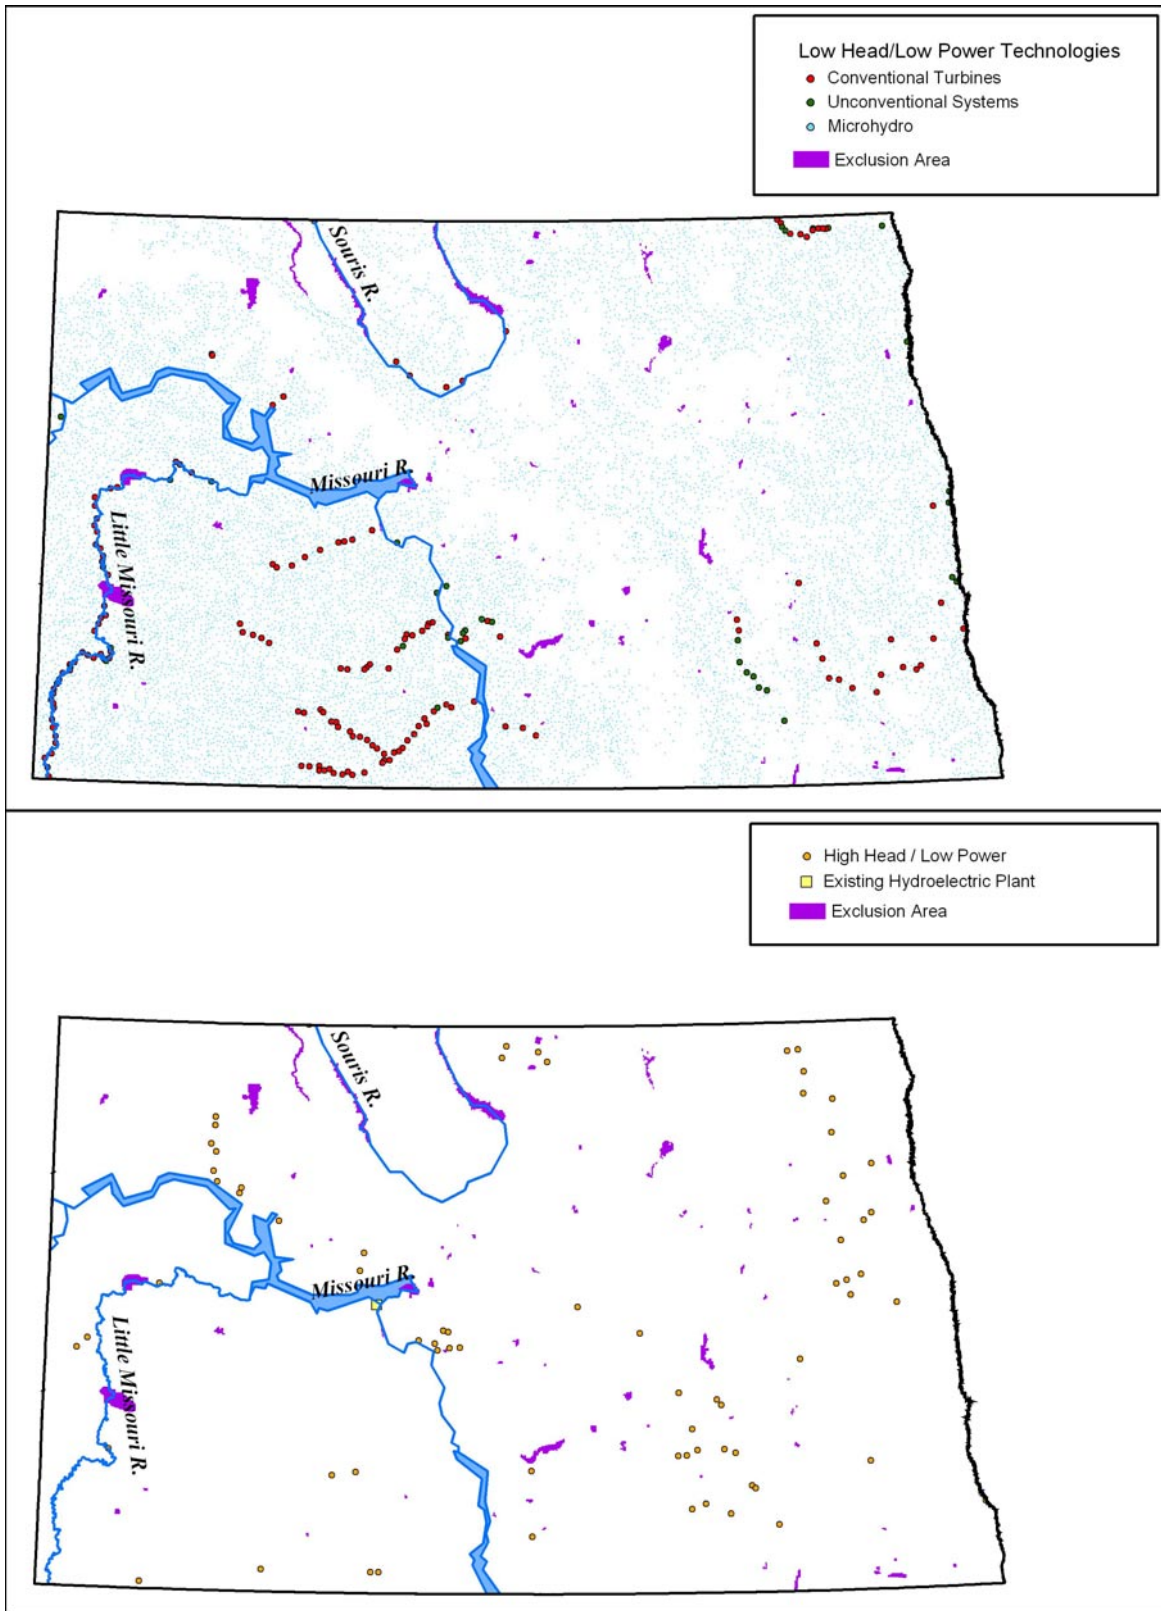 Low Head/Low Power Technologies
Conventional Turbines
Unconventional Systems
Microhydro
Exclusion Area
Souris R.
Missouri R.
Little Missouri R.
High Head / Low Power
Existing Hydroelectric Plant
Exclusion Area
Souris R.
Missouri R.
Little Missouri R.